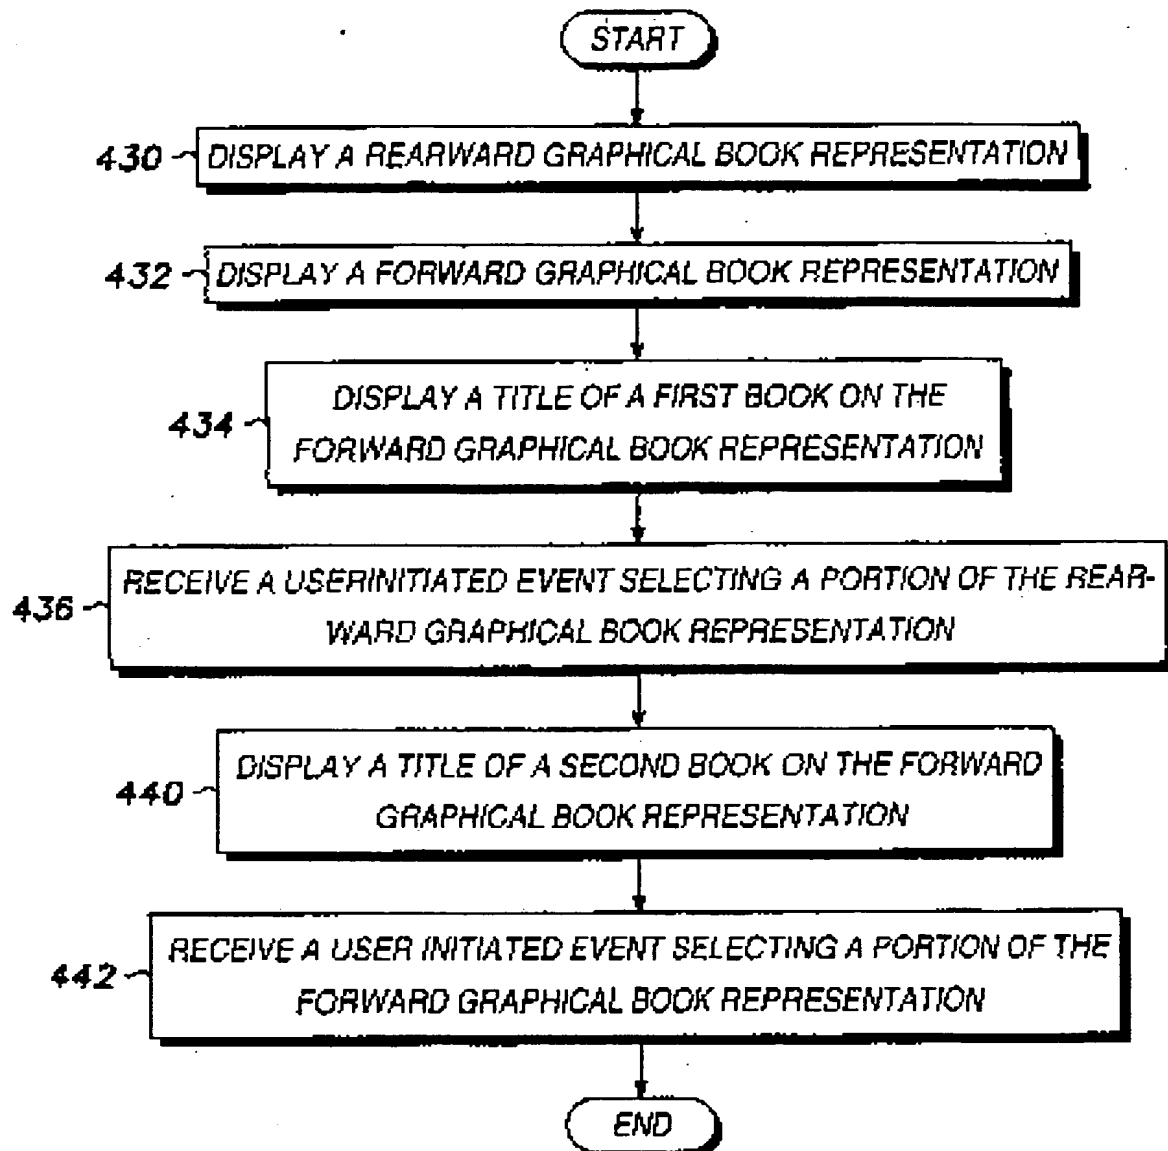 START
430 DISPLAY A REARWARD GRAPHICAL BOOK REPRESENTATION
432 DISPLAY A FORWARD GRAPHICAL BOOK REPRESENTATION
DISPLAY A TITLE OF A FIRST BOOK ON THE
434
FORWARD GRAPHICAL BOOK REPRESENTATION
RECEIVE A USERINITIATED EVENT SELECTING A PORTION OF THE REAR-
436
WARD GRAPHICAL BOOK REPRESENTATION
DISPLAY A TITLE OF A SECOND BOOK ON THE FORWARD
440
GRAPHICAL BOOK REPRESENTATION
RECEIVE A USER INITIATED EVENT SELECTING A PORTION OF THE
442
FORWARD GRAPHICAL BOOK REPRESENTATION
END